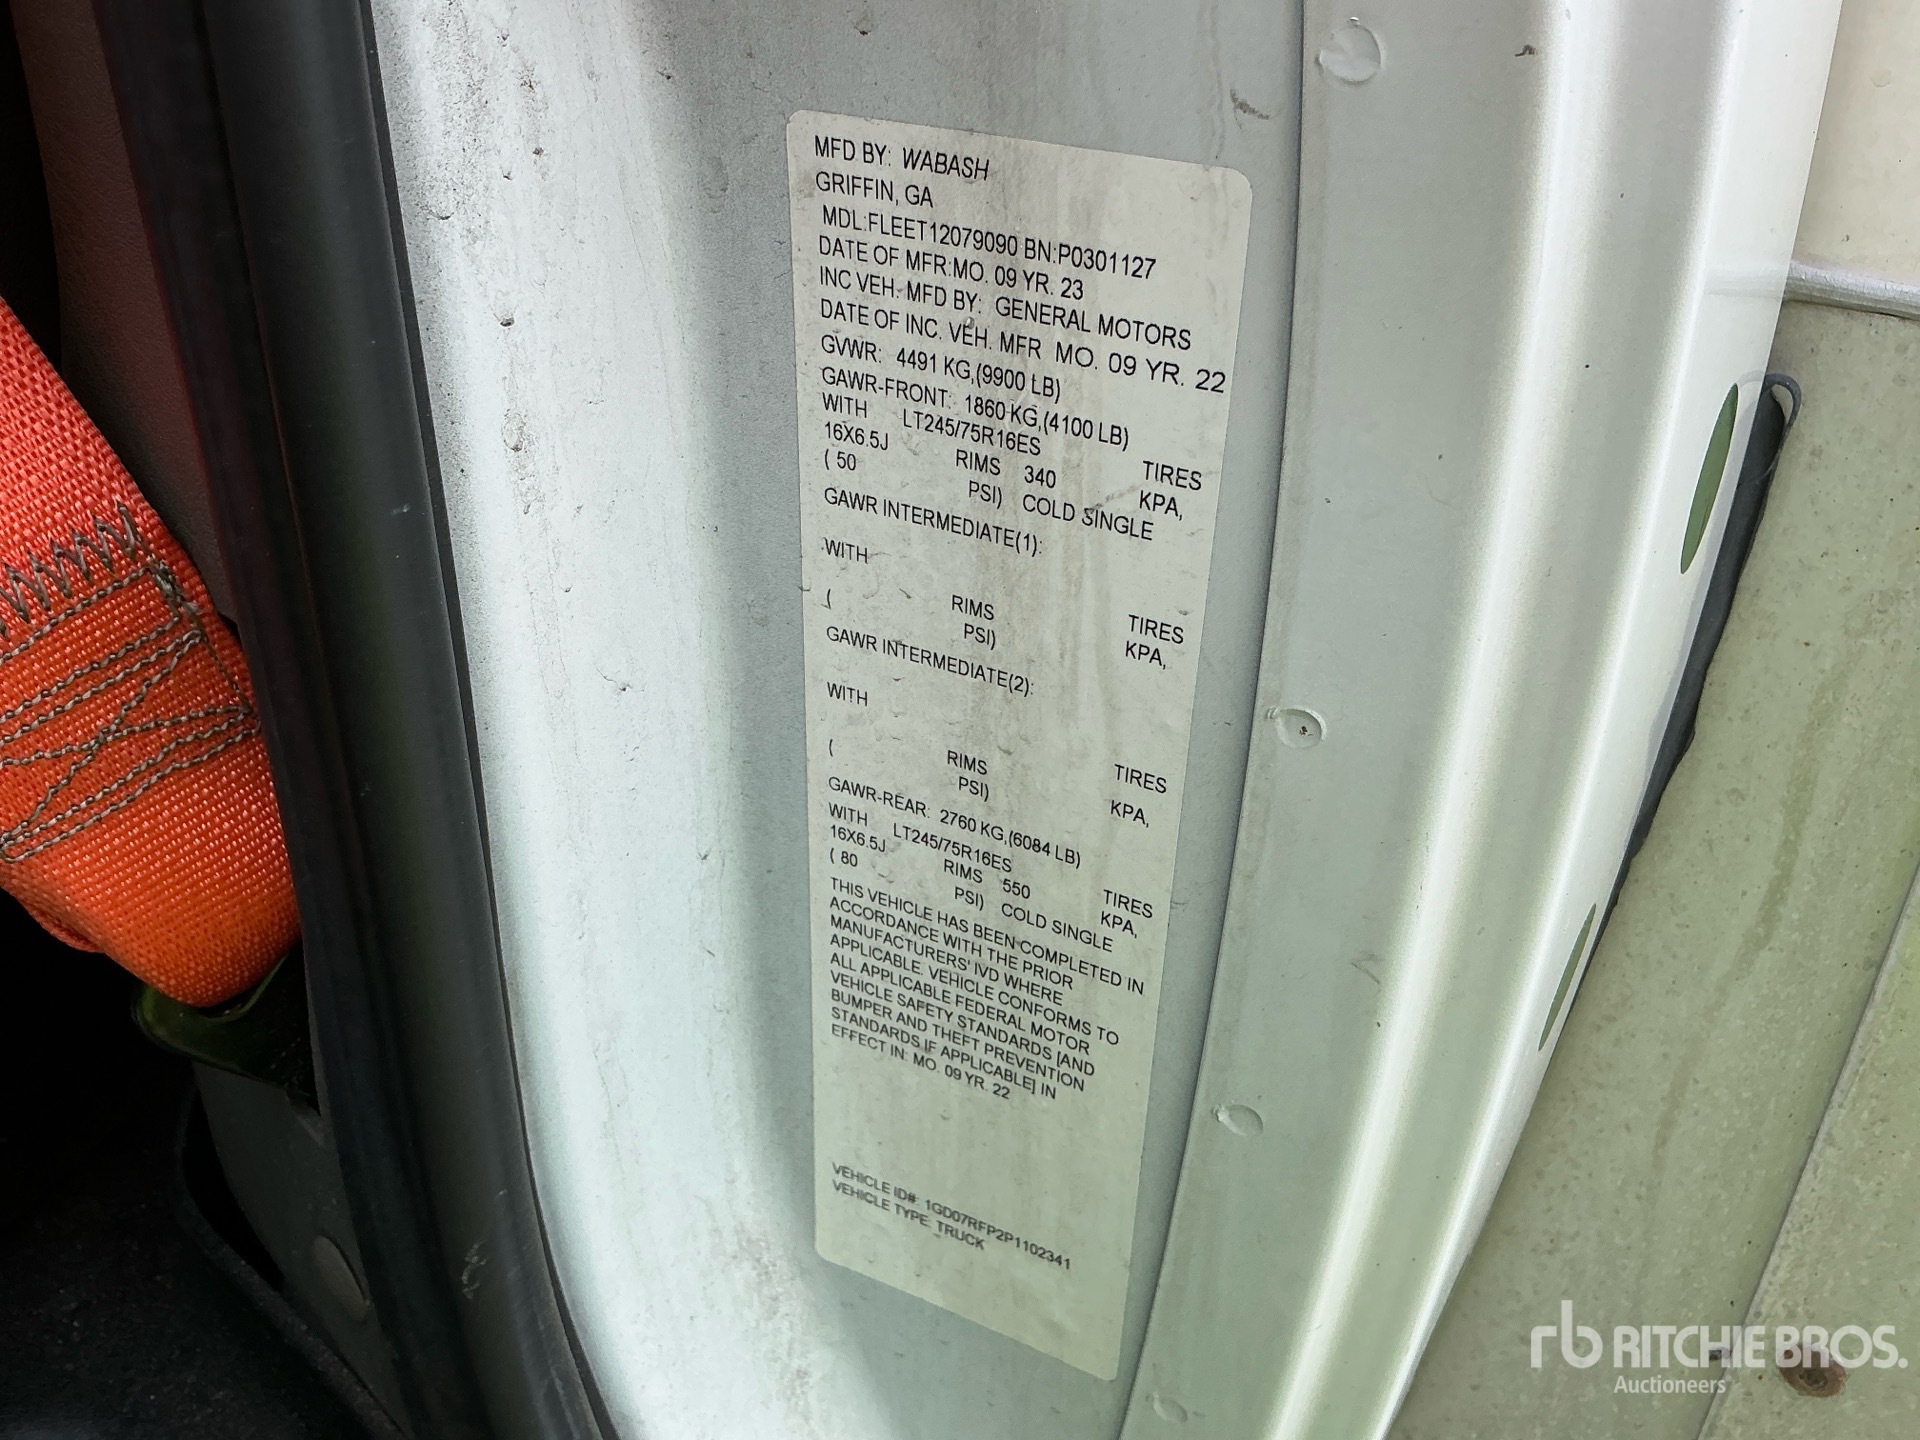 MFD BY: WABASH
GRIFFIN, GA
MDL:FLEET12079090 BN:P0301127
DATE OF MFR:MO. 09 YR. 23
INC VEH. MFD BY: GENERAL MOTORS
DATE OF INC. VEH. MFR MO. 09 YR. 22
GVWR: 4491 KG,(9900 LB)
GAWR-FRONT: 1860 KG,(4100 LB)
WITH LT245/75R16ES TIRES
16X6.5J RIMS 340 KPA,
( 50 PSI) COLD SINGLE
GAWR INTERMEDIATE(1):
WITH TIRES
RIMS KPA,
( PSI)
GAWR INTERMEDIATE(2):
WITH TIRES
RIMS KPA,
( PSI)
GAWR-REAR: 2760 KG,(6084 LB)
WITH LT245/75R16ES TIRES
16X6.5J RIMS 550 KPA,
( 80 PSI) COLD SINGLE
THIS VEHICLE HAS BEEN COMPLETED IN
ACCORDANCE WITH THE PRIOR
MANUFACTURERS' IVD WHERE
APPLICABLE. VEHICLE CONFORMS TO
ALL APPLICABLE FEDERAL MOTOR
VEHICLE SAFETY STANDARDS [AND
BUMPER AND THEFT PREVENTION
STANDARDS IF APPLICABLE] IN
EFFECT IN: MO. 09 YR. 22
VEHICLE ID# 1GD07RFP2P1102341
VEHICLE TYPE: TRUCK
rb RITCHIE BROS.
Auctioneers